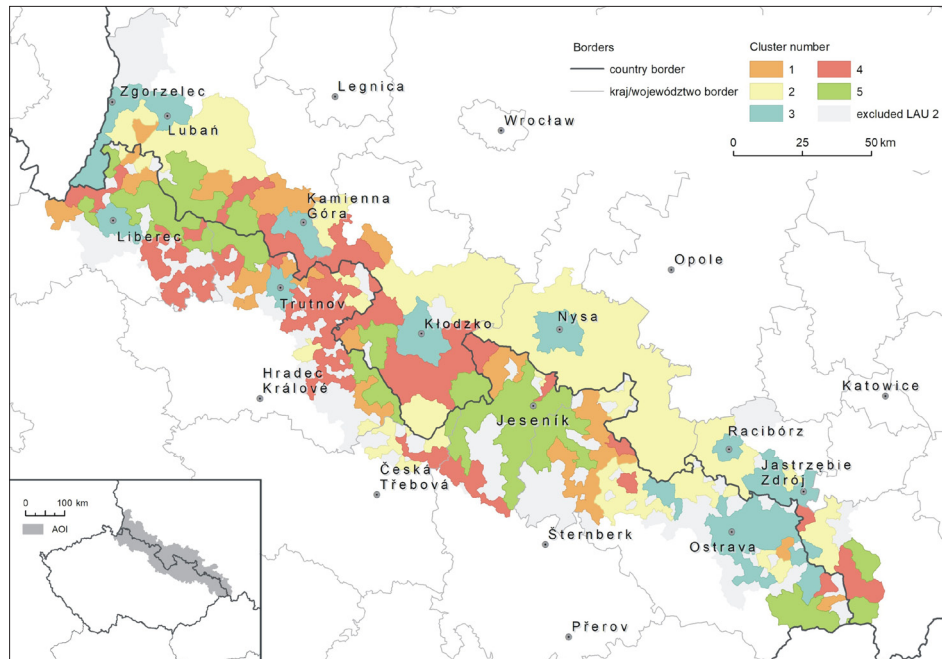 Borders
country border
kraj/województwo border
Cluster number
1
2
3
4
5
excluded LAU 2
0 25 50 km
Zgorzelec
Lubań
Legnica
Wrocław
Kamienna
Góra
Liberec
Trutnov
Opole
Kłodzko
Nysa
Hradec
Králové
Jeseník
Katowice
Racibórz
Jastrzębie
Zdrój
Česká
Třebová
Šternberk
Ostrava
Přerov
0 100 km
AOI